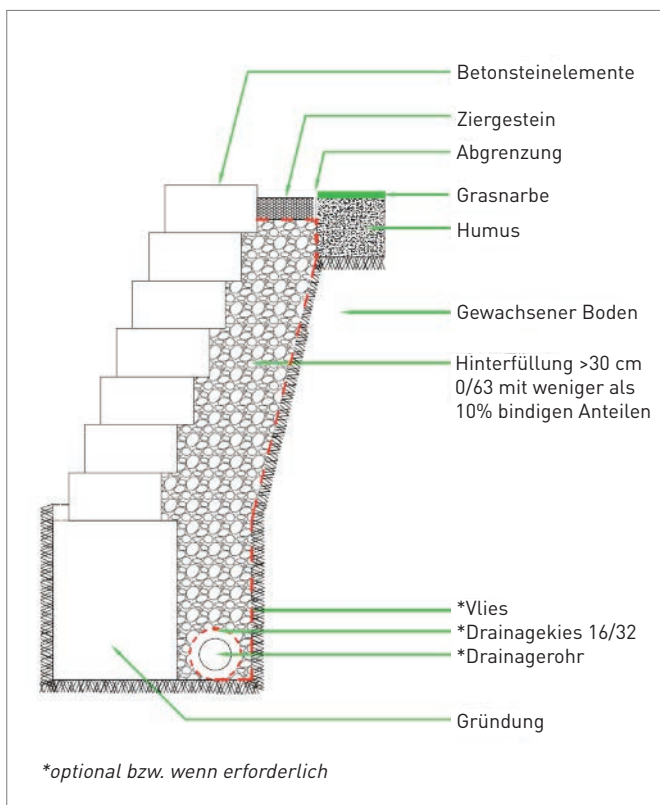 Betonsteinelemente
Ziergestein
Abgrenzung
Grasnarbe
Humus
Gewachsener Boden
Hinterfüllung >30 cm
0/63 mit weniger als
10% bindigen Anteilen
*Vlies
*Drainagekies 16/32
*Drainagerohr
Gründung
*optional bzw. wenn erforderlich